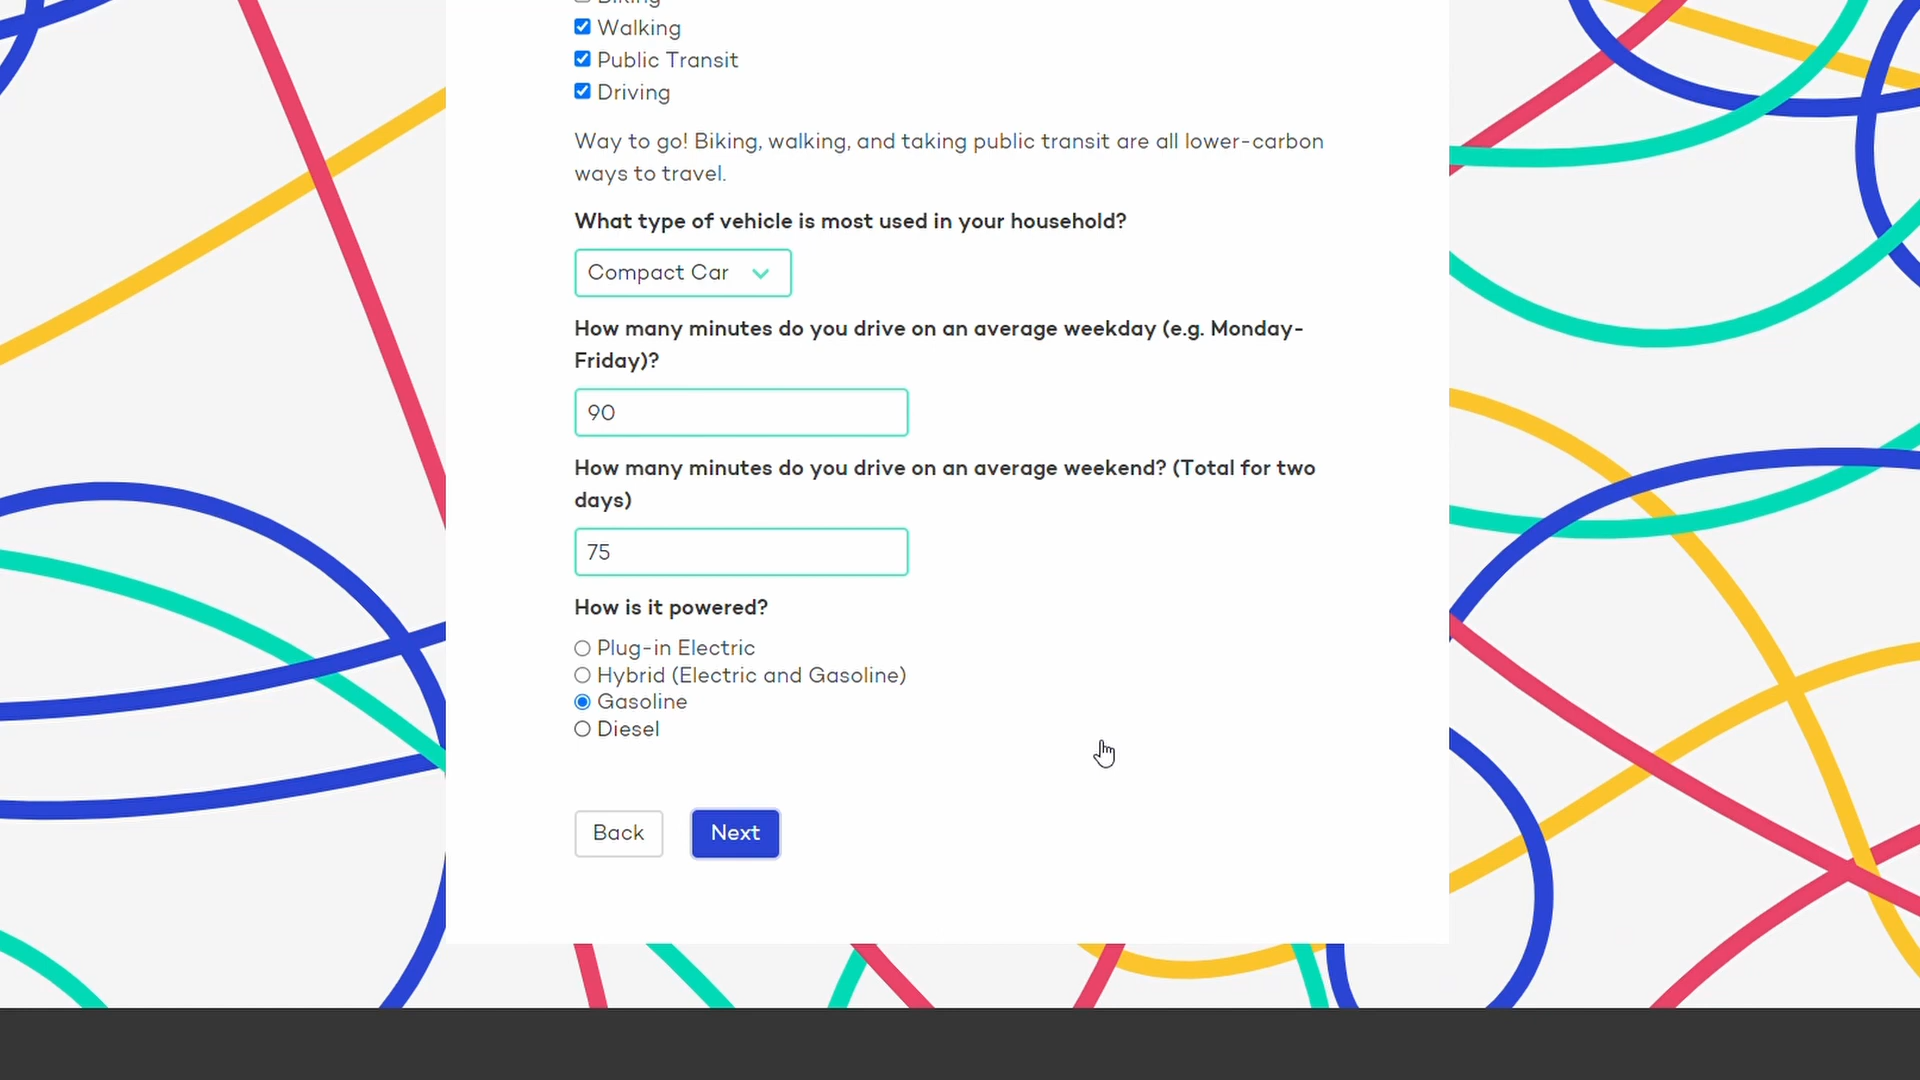 Biking
Walking
Public Transit
Driving
Way to go! Biking, walking, and taking public transit are all lower-carbon
ways to travel.
What type of vehicle is most used in your household?
Compact Car
How many minutes do you drive on an average weekday (e.g. Monday-
Friday)?
90
How many minutes do you drive on an average weekend? (Total for two
days)
75
How is it powered?
Plug-in Electric
Hybrid (Electric and Gasoline)
Gasoline
Diesel
Back
Next